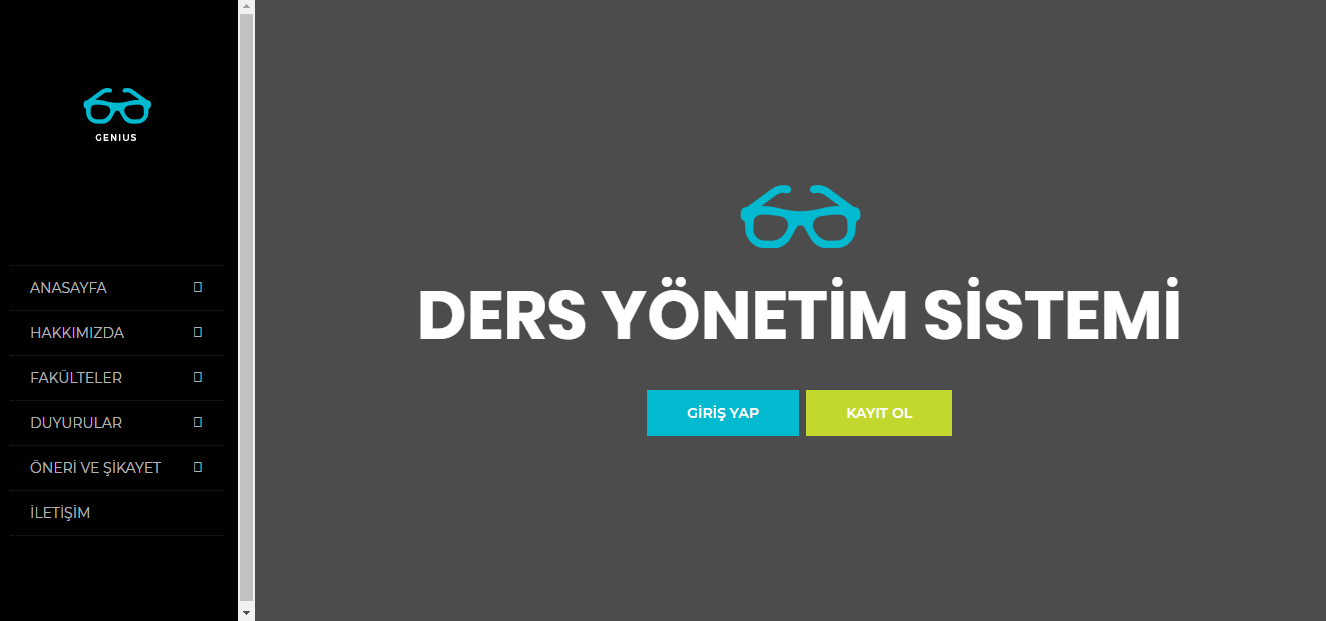 GENIUS
ANASAYFA
HAKKIMIZDA
FAKÜLTELER
DUYURULAR
ÖNERİ VE ŞİKAYET
İLETİŞİM
DERS YÖNETİM SİSTEMİ
GİRİŞ YAP
KAYIT OL